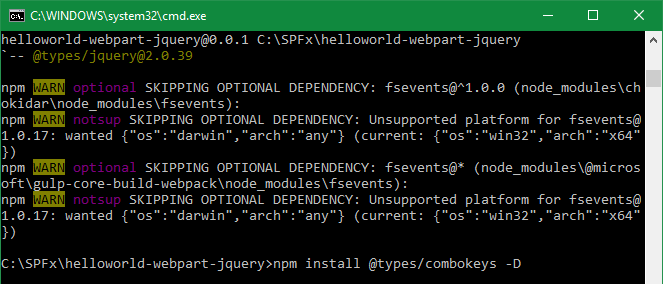 C:\WINDOWS\system32\cmd.exe
helloworld-webpart-jquery@0.0.1 C:\SPFx\helloworld-webpart-jquery
`-- @types/jquery@2.0.39
npm WARN optional SKIPPING OPTIONAL DEPENDENCY: fsevents@^1.0.0 (node_modules\ch
okidar\node_modules\fsevents):
npm WARN notsup SKIPPING OPTIONAL DEPENDENCY: Unsupported platform for fsevents@
1.0.17: wanted {"os":"darwin","arch":"any"} (current: {"os":"win32","arch":"x64"
})
npm WARN optional SKIPPING OPTIONAL DEPENDENCY: fsevents@* (node_modules\@micros
oft\gulp-core-build-webpack\node_modules\fsevents):
npm WARN notsup SKIPPING OPTIONAL DEPENDENCY: Unsupported platform for fsevents@
1.0.17: wanted {"os":"darwin","arch":"any"} (current: {"os":"win32","arch":"x64"
})
C:\SPFx\helloworld-webpart-jquery>npm install @types/combokeys -D